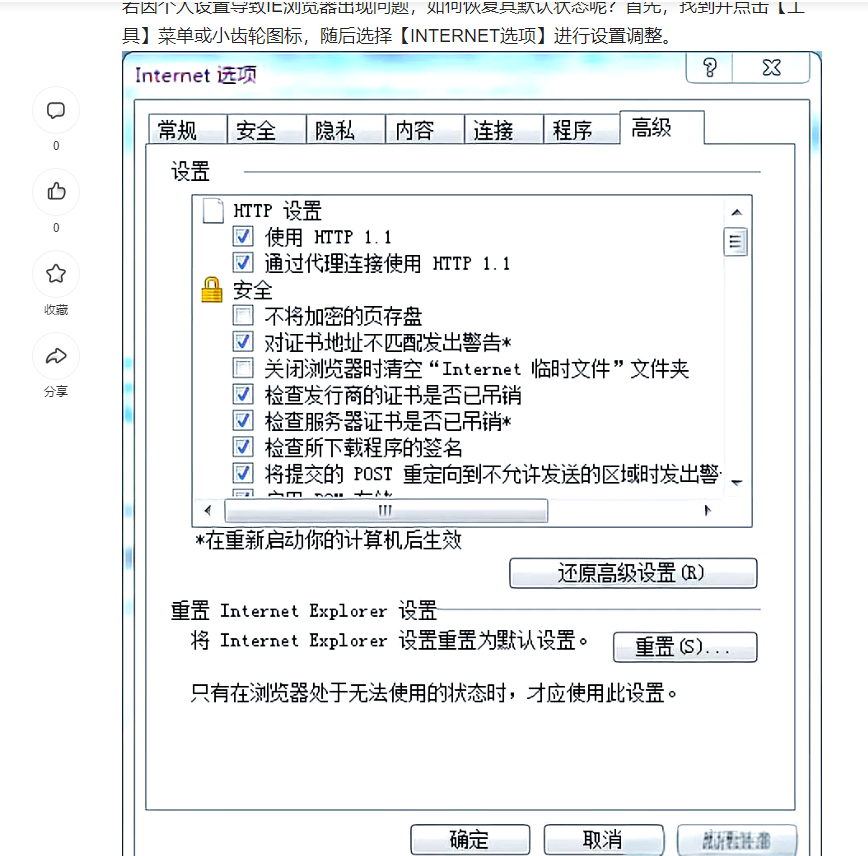 若因个人设置导致IE浏览器出现问题，如何恢复其默认状态呢？首先，找到并点击【工
具】菜单或小齿轮图标，随后选择【INTERNET选项】进行设置调整。
Internet 选项
常规 安全 隐私 内容 连接 程序 高级
设置
HTTP 设置
使用 HTTP 1.1
通过代理连接使用 HTTP 1.1
安全
不将加密的页存盘
对证书地址不匹配发出警告*
关闭浏览器时清空“Internet 临时文件”文件夹
检查发行商的证书是否已吊销
检查服务器证书是否已吊销*
检查所下载程序的签名
将提交的 POST 重定向到不允许发送的区域时发出警
*在重新启动你的计算机后生效
还原高级设置(R)
重置 Internet Explorer 设置
将 Internet Explorer 设置重置为默认设置。
重置(S)...
只有在浏览器处于无法使用的状态时，才应使用此设置。
确定 取消
0
0
收藏
分享